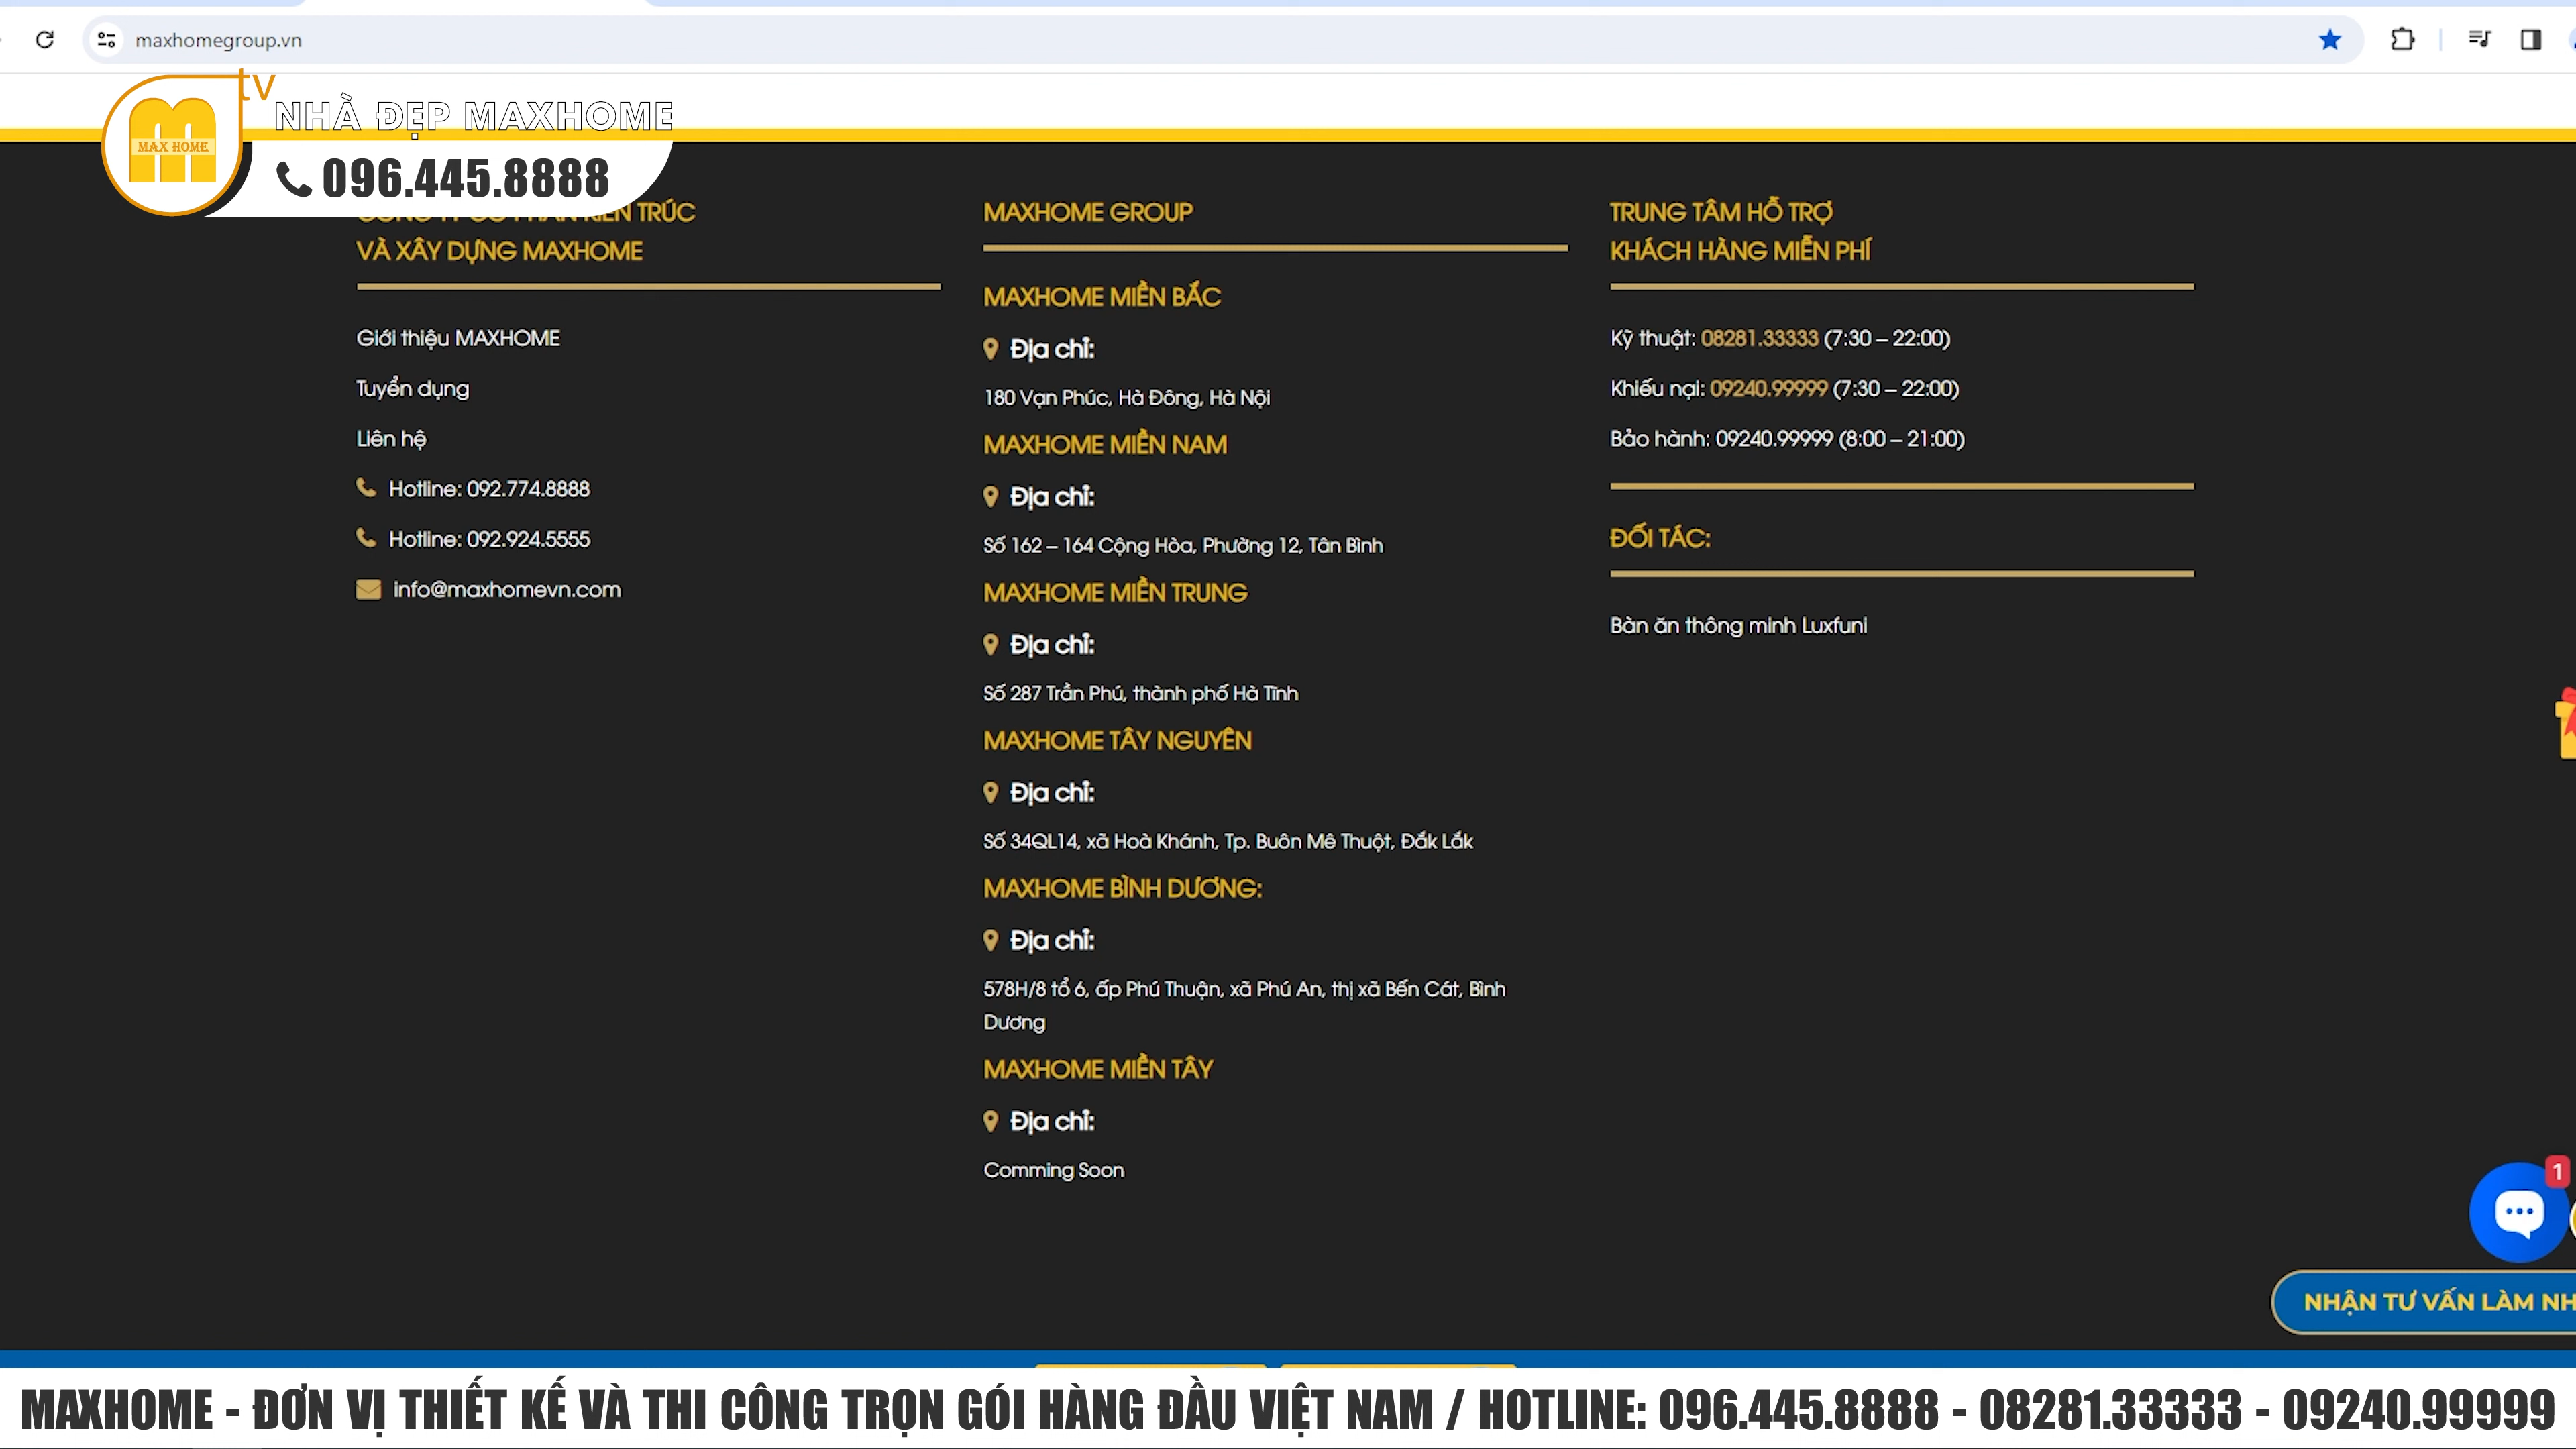 maxhomegroup.vn
tv
NHÀ ĐẸP MAXHOME
MAX HOME
096.445.8888
TRÚC
VÀ XÂY DỰNG MAXHOME
Giới thiệu MAXHOME
Tuyển dụng
Liên hệ
Hotline: 092.774.8888
Hotline: 092.924.5555
info@maxhomevn.com
MAXHOME GROUP
MAXHOME MIỀN BẮC
Địa chỉ:
180 Vạn Phúc, Hà Đông, Hà Nội
MAXHOME MIỀN NAM
Địa chỉ:
Số 162 – 164 Cộng Hòa, Phường 12, Tân Bình
MAXHOME MIỀN TRUNG
Địa chỉ:
Số 287 Trần Phú, thành phố Hà Tĩnh
MAXHOME TÂY NGUYÊN
Địa chỉ:
Số 34QL14, xã Hoà Khánh, Tp. Buôn Mê Thuột, Đắk Lắk
MAXHOME BÌNH DƯƠNG:
Địa chỉ:
578H/8 tổ 6, ấp Phú Thuận, xã Phú An, thị xã Bến Cát, Bình
Dương
MAXHOME MIỀN TÂY
Địa chỉ:
Comming Soon
TRUNG TÂM HỖ TRỢ
KHÁCH HÀNG MIỄN PHÍ
Kỹ thuật: 08281.33333 (7:30 – 22:00)
Khiếu nại: 09240.99999 (7:30 – 22:00)
Bảo hành: 09240.99999 (8:00 – 21:00)
ĐỐI TÁC:
Bàn ăn thông minh Luxfuni
1
NHẬN TƯ VẤN LÀM NH
MAXHOME - ĐƠN VỊ THIẾT KẾ VÀ THI CÔNG TRỌN GÓI HÀNG ĐẦU VIỆT NAM / HOTLINE: 096.445.8888 - 08281.33333 - 09240.99999